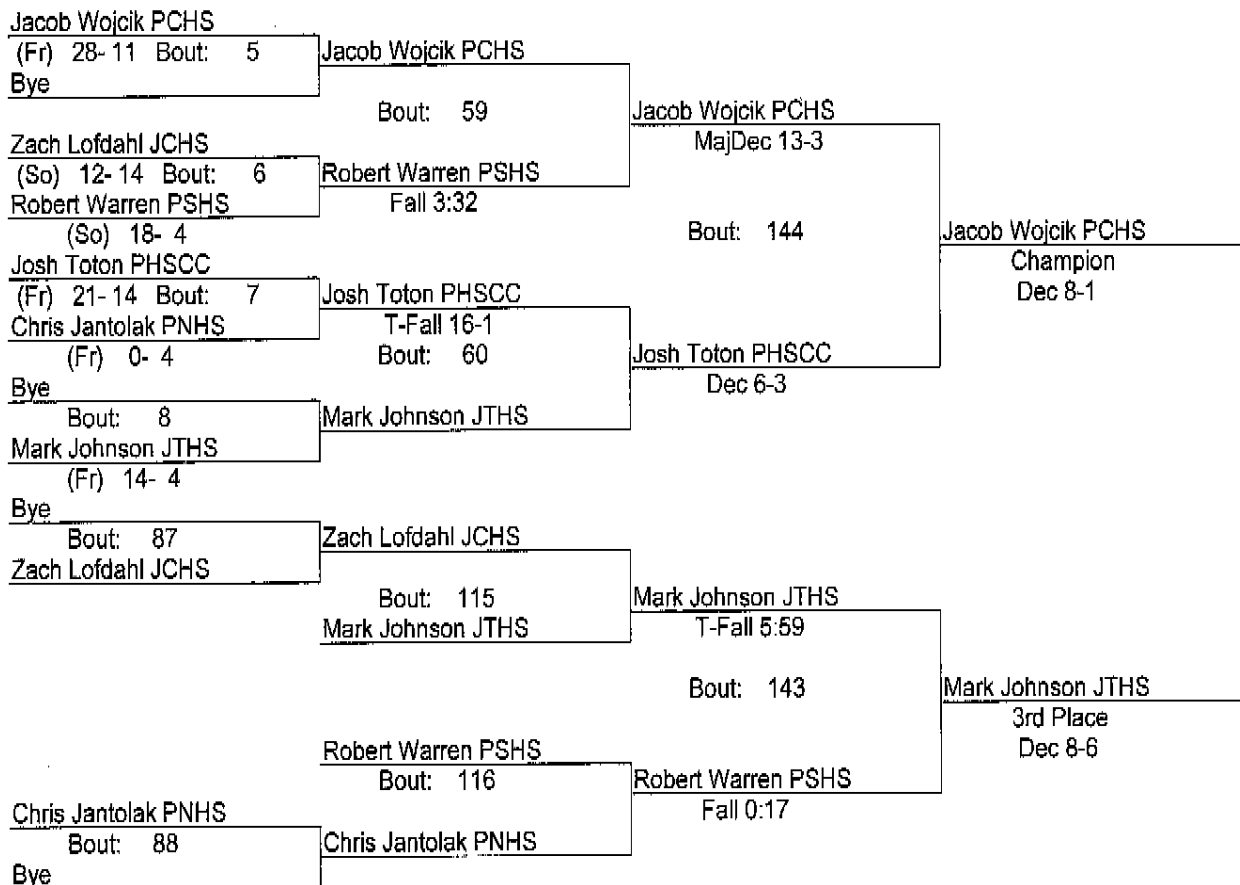 Jacob Wojcik PCHS
(Fr) 28- 11 Bout: 5
Bye
Jacob Wojcik PCHS
Bout: 59
Zach Lofdahl JCHS
(So) 12- 14 Bout: 6
Robert Warren PSHS
(So) 18- 4
Robert Warren PSHS
Fall 3:32
Jacob Wojcik PCHS
MajDec 13-3
Bout: 144
Josh Toton PHSCC
(Fr) 21- 14 Bout: 7
Chris Jantolak PNHS
(Fr) 0- 4
Josh Toton PHSCC
T-Fall 16-1
Bout: 60
Bye
Bout: 8
Mark Johnson JTHS
(Fr) 14- 4
Mark Johnson JTHS
Josh Toton PHSCC
Dec 6-3
Jacob Wojcik PCHS
Champion
Dec 8-1
Bye
Bout: 87
Zach Lofdahl JCHS
Zach Lofdahl JCHS
Bout: 115
Mark Johnson JTHS
Mark Johnson JTHS
T-Fall 5:59
Bout: 143
Robert Warren PSHS
Bout: 116
Chris Jantolak PNHS
Bout: 88
Bye
Chris Jantolak PNHS
Robert Warren PSHS
Fall 0:17
Mark Johnson JTHS
3rd Place
Dec 8-6